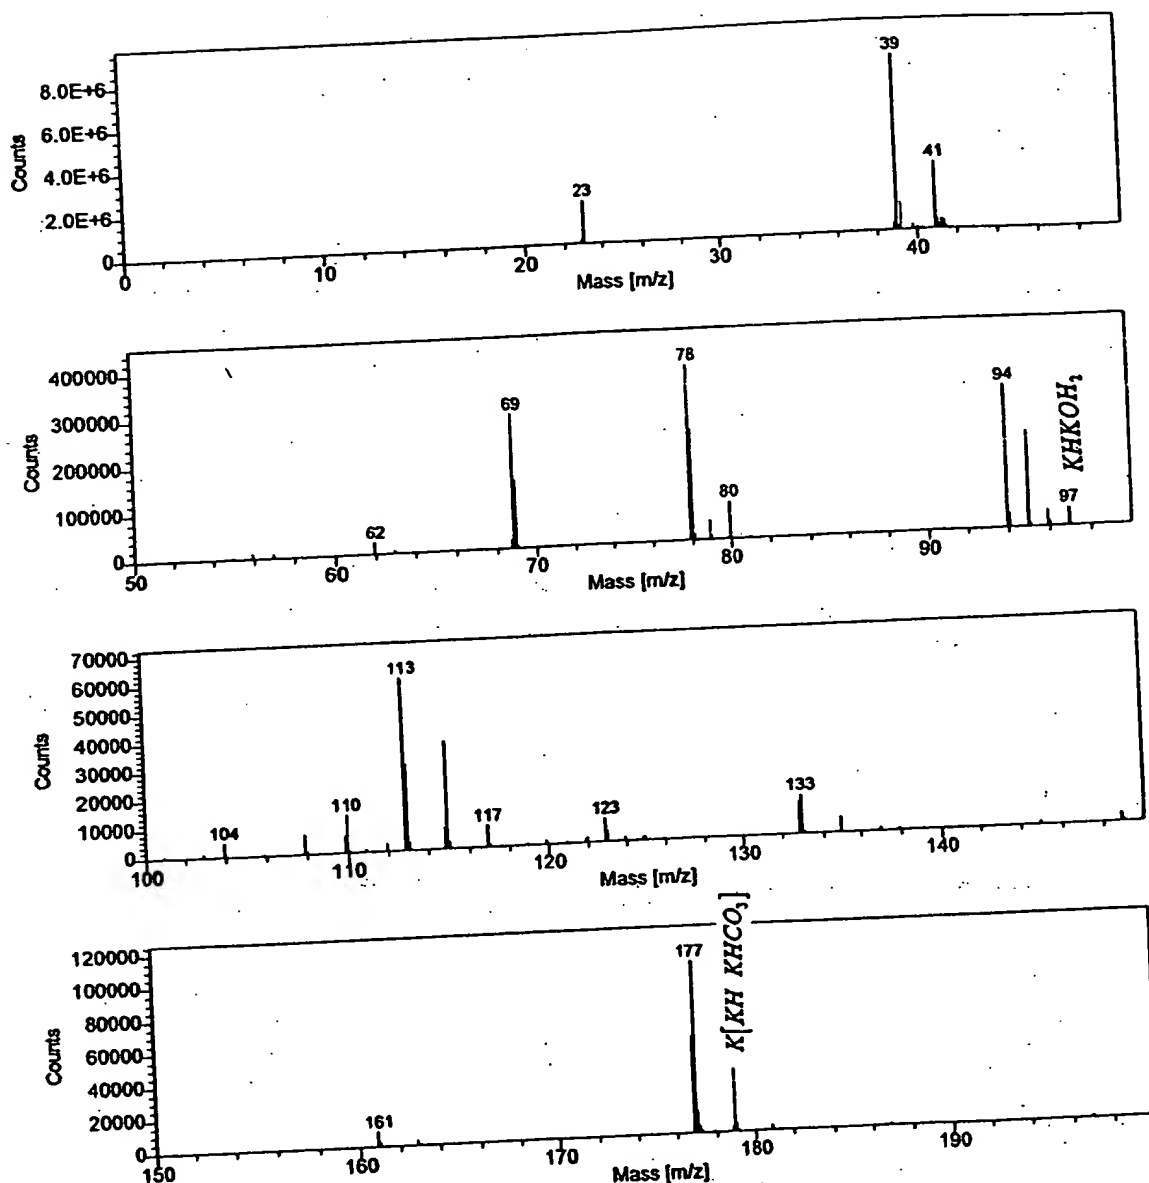 8.0E+6
6.0E+6
4.0E+6
2.0E+6
0
Counts
23
39
41
0 10 20 30 40
Mass [m/z]
400000
300000
200000
100000
0
Counts
62
69
78
80
94
97
KHKOH₂
50 60 70 80 90
Mass [m/z]
70000
60000
50000
40000
30000
20000
10000
0
Counts
104
110
113
117
123
133
100 110 120 130 140
Mass [m/z]
120000
100000
80000
60000
40000
20000
0
Counts
161
177
K[KH KHCO₃]
150 160 170 180 190
Mass [m/z]